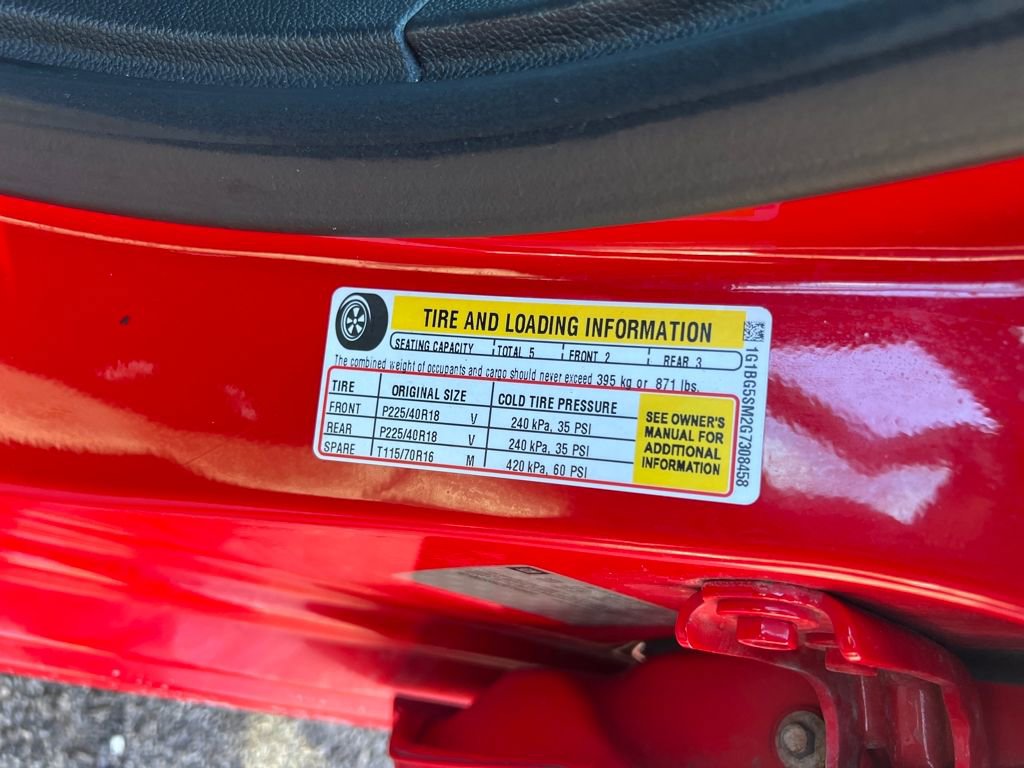 TIRE AND LOADING INFORMATION
SEATING CAPACITY TOTAL 5 FRONT 2 REAR 3
The combined weight of occupants and cargo should never exceed 395 kg or 871 lbs.
TIRE ORIGINAL SIZE COLD TIRE PRESSURE
FRONT P225/40R18 V 240 kPa, 35 PSI
REAR P225/40R18 V 240 kPa, 35 PSI
SPARE T115/70R16 M 420 kPa, 60 PSI
SEE OWNER'S
MANUAL FOR
ADDITIONAL
INFORMATION
1G1BG5SM2G7308458